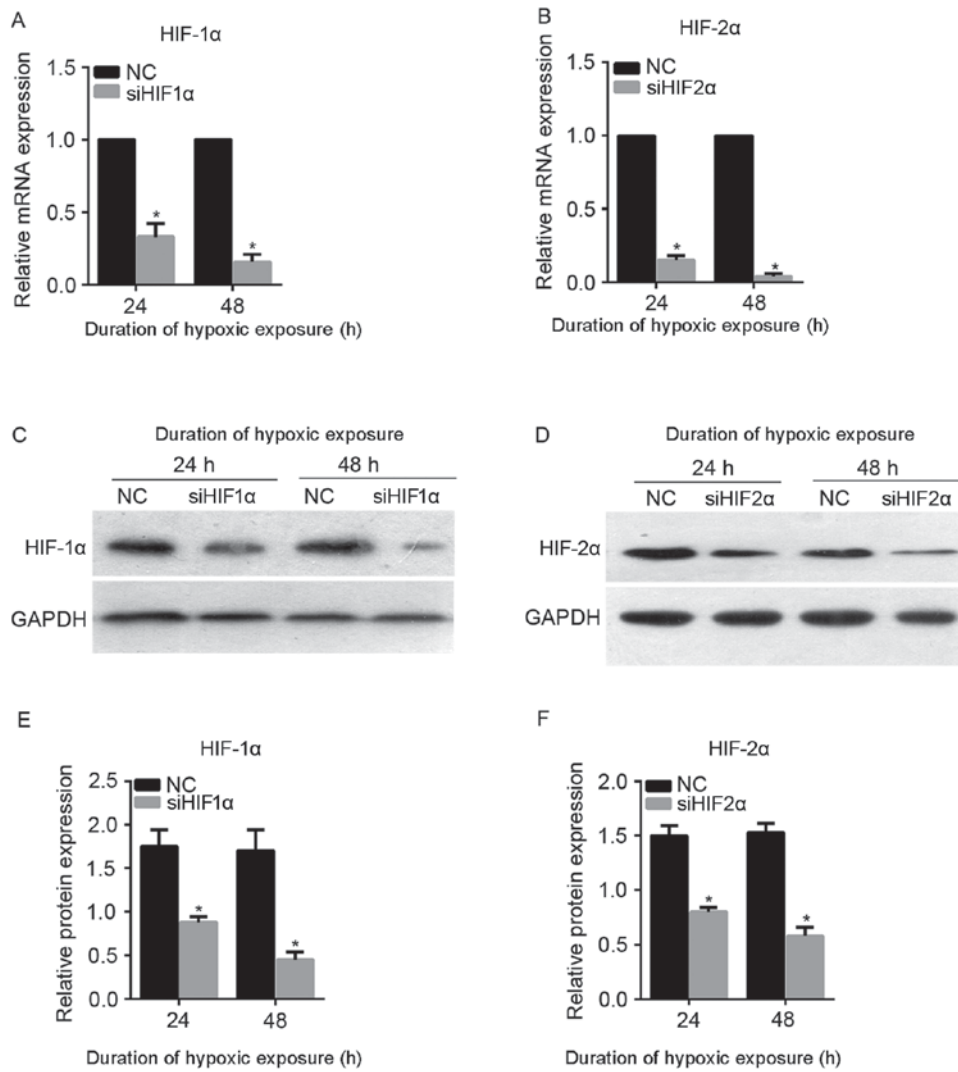 A
HIF-1α
NC
siHIF1α
Relative mRNA expression
1.5
1.0
0.5
0.0
*
*
24
48
Duration of hypoxic exposure (h)
B
HIF-2α
NC
siHIF2α
Relative mRNA expression
1.5
1.0
0.5
0.0
*
*
24
48
Duration of hypoxic exposure (h)
C
Duration of hypoxic exposure
24 h
48 h
NC siHIF1α NC siHIF1α
HIF-1α
GAPDH
D
Duration of hypoxic exposure
24 h
48 h
NC siHIF2α NC siHIF2α
HIF-2α
GAPDH
E
HIF-1α
NC
siHIF1α
Relative protein expression
2.5
2.0
1.5
1.0
0.5
0.0
*
*
24
48
Duration of hypoxic exposure (h)
F
HIF-2α
NC
siHIF2α
Relative protein expression
2.0
1.5
1.0
0.5
0.0
*
*
24
48
Duration of hypoxic exposure (h)